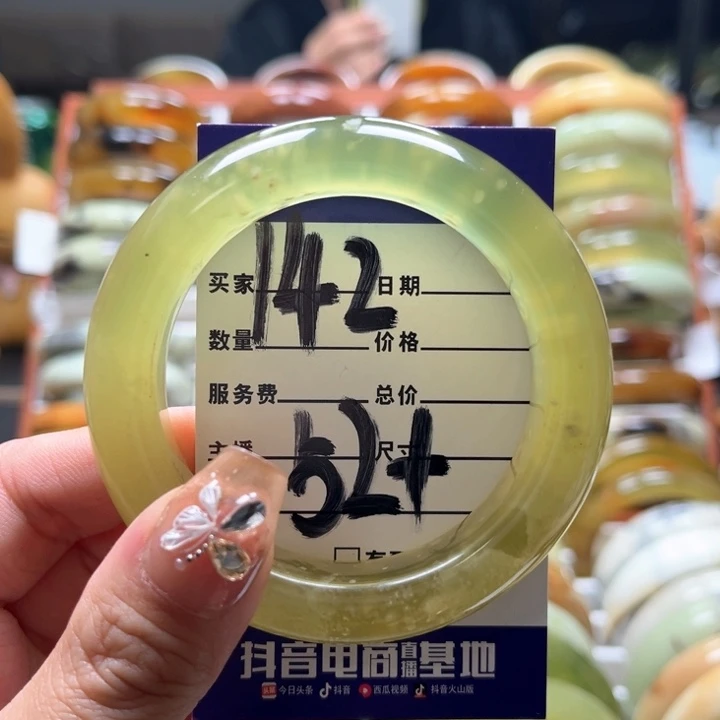 142
买家 日期
数量 价格
服务费 总价
主播 尺寸
52+
抖音电商直播基地
今日头条 抖音 西瓜视频 抖音火山版